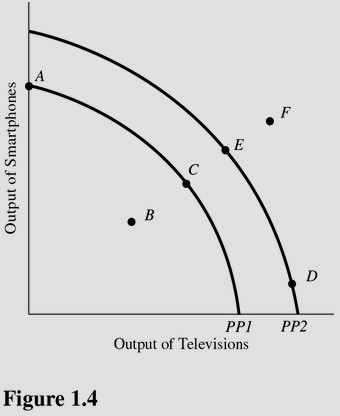 A
F
E
Output of Smartphones
C
B
D
PP1 PP2
Output of Televisions
Figure 1.4